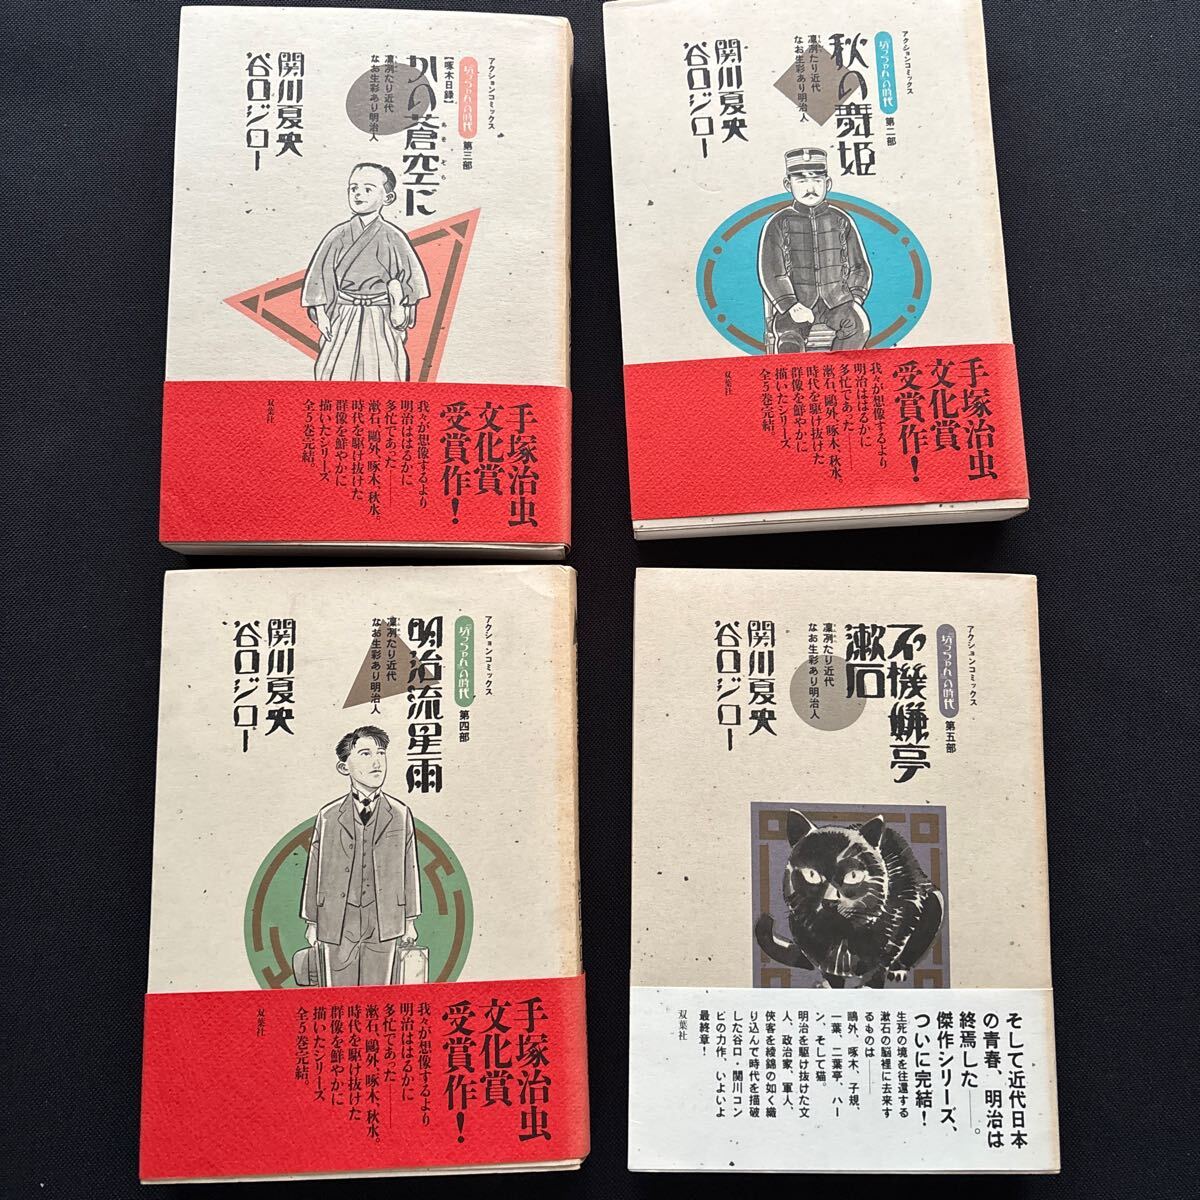 アクションコミックス
『坊っちゃん』の時代 第三部
【啄木日録】
かの蒼空に
あおぞら
凜冽たり近代
なお生彩あり明治人
関川夏央
谷口ジロー
手塚治虫
文化賞
受賞作!
我々が想像するより
明治ははるかに
多忙であった――
漱石、鷗外、啄木、秋水。
時代を駆け抜けた
群像を鮮やかに
描いたシリーズ
全5巻完結。
双葉社
アクションコミックス
『坊っちゃん』の時代 第二部
秋の舞姫
凜冽たり近代
なお生彩あり明治人
関川夏央
谷口ジロー
手塚治虫
文化賞
受賞作!
我々が想像するより
明治ははるかに
多忙であった――
漱石、鷗外、啄木、秋水。
時代を駆け抜けた
群像を鮮やかに
描いたシリーズ
全5巻完結。
双葉社
アクションコミックス
『坊っちゃん』の時代 第四部
明治流星雨
凜冽たり近代
なお生彩あり明治人
関川夏央
谷口ジロー
手塚治虫
文化賞
受賞作!
我々が想像するより
明治ははるかに
多忙であった――
漱石、鷗外、啄木、秋水。
時代を駆け抜けた
群像を鮮やかに
描いたシリーズ
全5巻完結。
双葉社
アクションコミックス
『坊っちゃん』の時代 第五部
不機嫌亭
漱石
凜冽たり近代
なお生彩あり明治人
関川夏央
谷口ジロー
そして近代日本
の青春、明治は
終焉した――。
傑作シリーズ、
ついに完結!
生死の境を往還する
漱石の脳裡に去来す
るものは――
鷗外、啄木、子規、
一葉、二葉亭、ハー
ン、そして猫。
明治を駆け抜けた文
人、政治家、軍人、
侠客を綾錦の如く織
り込んで時代を描破
した谷口・関川コン
ビの力作、いよいよ
最終章!
双葉社